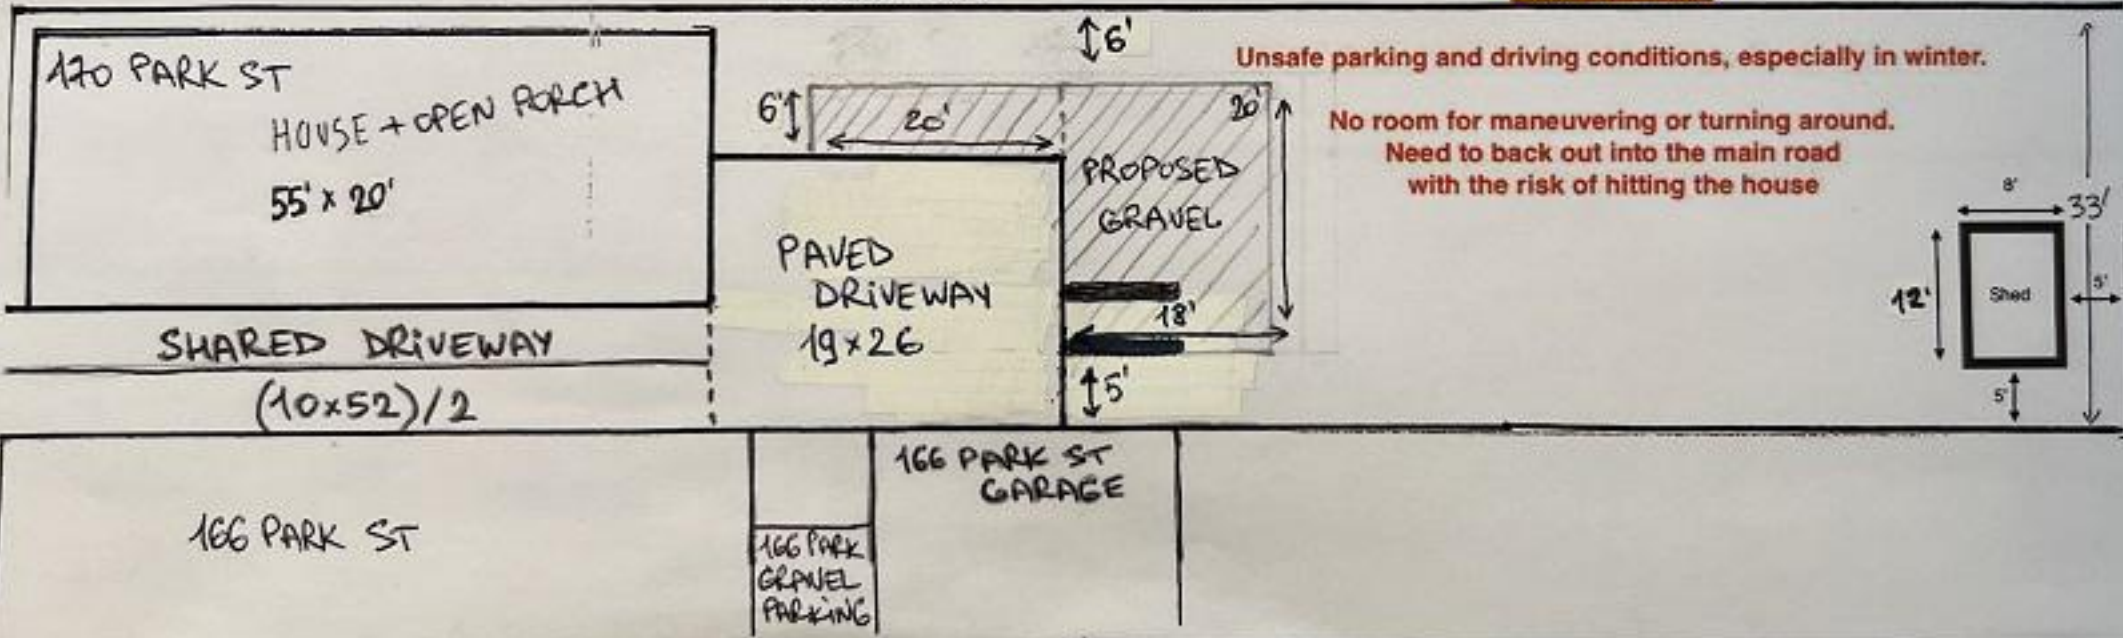 170 PARK ST
HOUSE + OPEN PORCH
55' x 20'
SHARED DRIVEWAY
(10x52)/2
6'
20'
6'
20'
PROPOSED
GRAVEL
18'
5'
PAVED
DRIVEWAY
19x26
Unsafe parking and driving conditions, especially in winter.
No room for maneuvering or turning around.
Need to back out into the main road
with the risk of hitting the house
8'
33'
12'
Shed
5'
5'
166 PARK ST
166 PARK
GRAVEL
PARKING
166 PARK ST
GARAGE